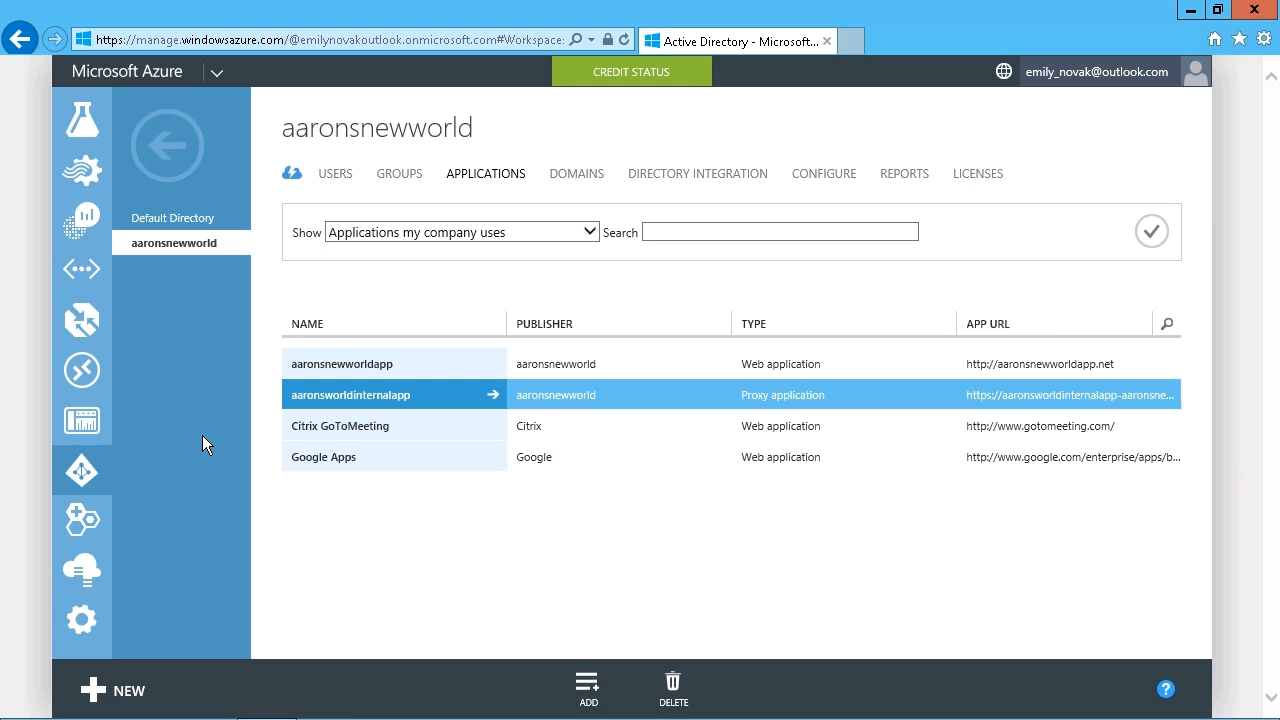 https://manage.windowsazure.com/@emilynovakoutlook.onmicrosoft.com#Workspace:
Active Directory - Microsoft...
Microsoft Azure
CREDIT STATUS
emily_novak@outlook.com
aaronsnewworld
USERS GROUPS APPLICATIONS DOMAINS DIRECTORY INTEGRATION CONFIGURE REPORTS LICENSES
Default Directory
aaronsnewworld
Show Applications my company uses Search
NAME PUBLISHER TYPE APP URL
aaronsnewworldapp aaronsnewworld Web application http://aaronsnewworldapp.net
aaronsworldinternalapp aaronsnewworld Proxy application https://aaronsworldinternalapp-aaronsne...
Citrix GoToMeeting Citrix Web application http://www.gotomeeting.com/
Google Apps Google Web application http://www.google.com/enterprise/apps/b...
NEW
ADD
DELETE
?